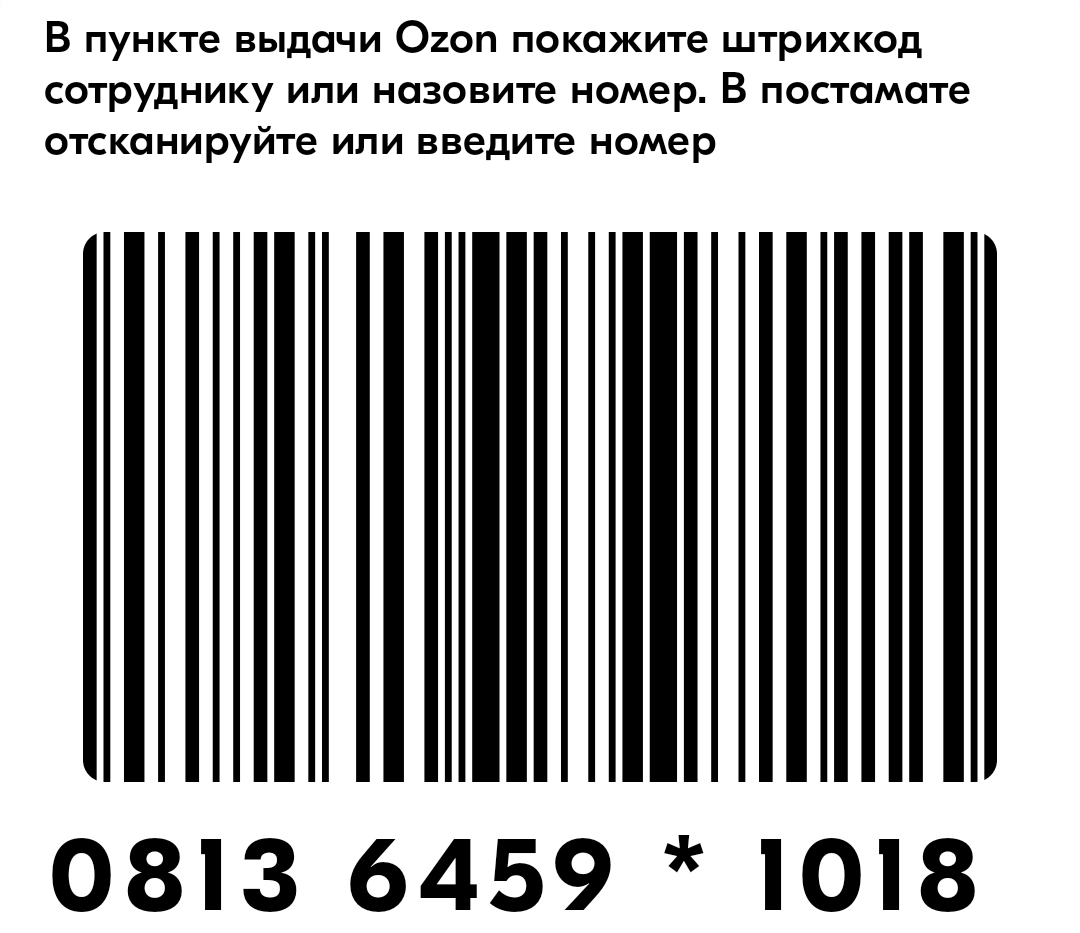 В пункте выдачи Ozon покажите штрихкод
сотруднику или назовите номер. В постамате
отсканируйте или введите номер
0813 6459 * 1018